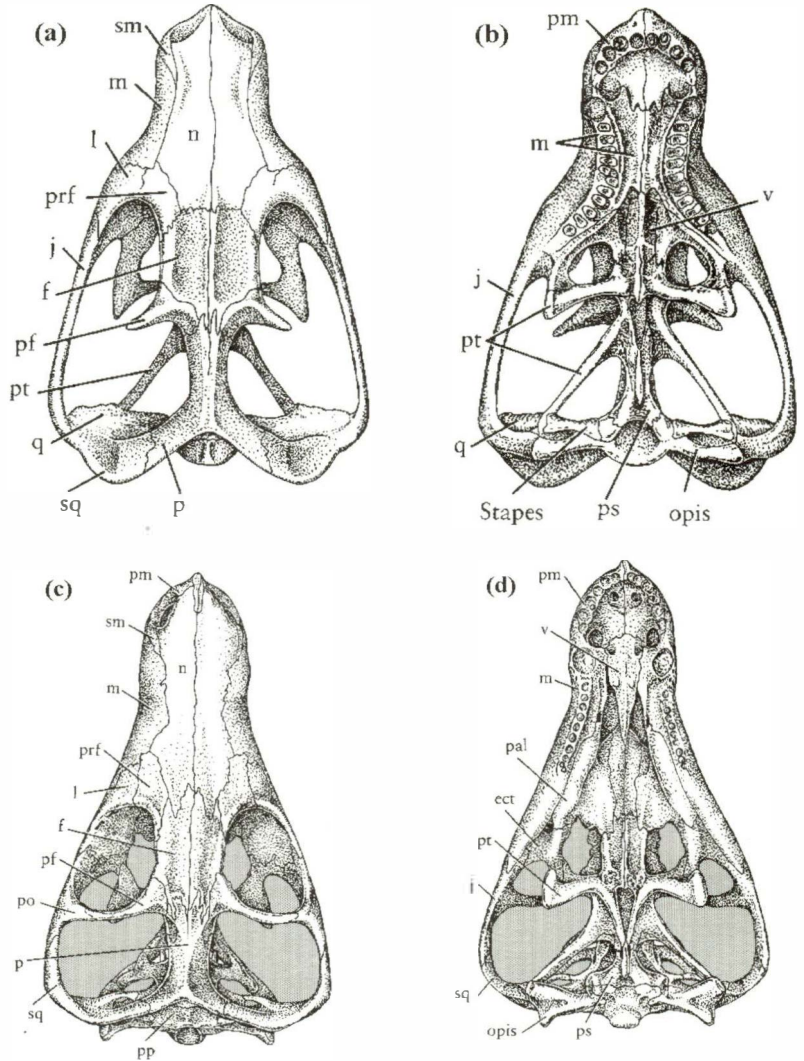 (a)
sm
m
l
n
prf
j
f
pf
pt
q
sq
p
(b)
pm
m
v
j
pt
q
Stapes
ps
opis
(c)
pm
sm
n
m
prf
l
f
pf
po
p
sq
pp
(d)
pm
v
m
pal
ect
pt
j
sq
opis
ps